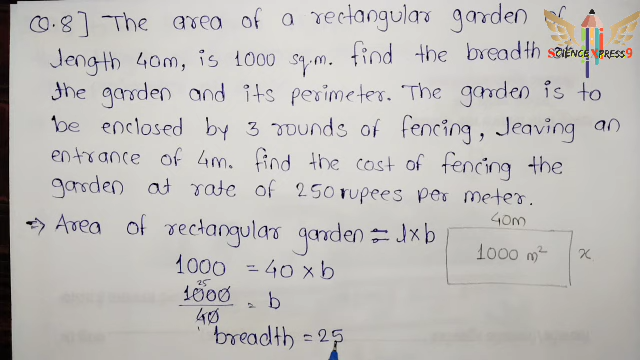 Q.8] The area of a rectangular garden of
length 40m, is 1000 sq.m. find the breadth of
the garden and its perimeter. The garden is to
be enclosed by 3 rounds of fencing, leaving an
entrance of 4m. find the cost of fencing the
garden at rate of 250 rupees per meter.
⇒ Area of rectangular garden = l×b
1000 = 40 × b
25
1000/40 = b
1
breadth = 25
40m
1000 m²
x
SCIENCE XPRESS 9